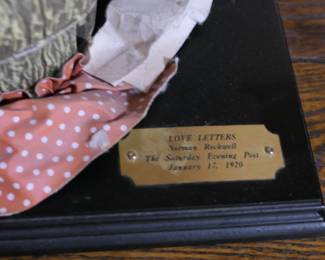 LOVE LETTERS
Norman Rockwell
The Saturday Evening Post
January 17, 1920